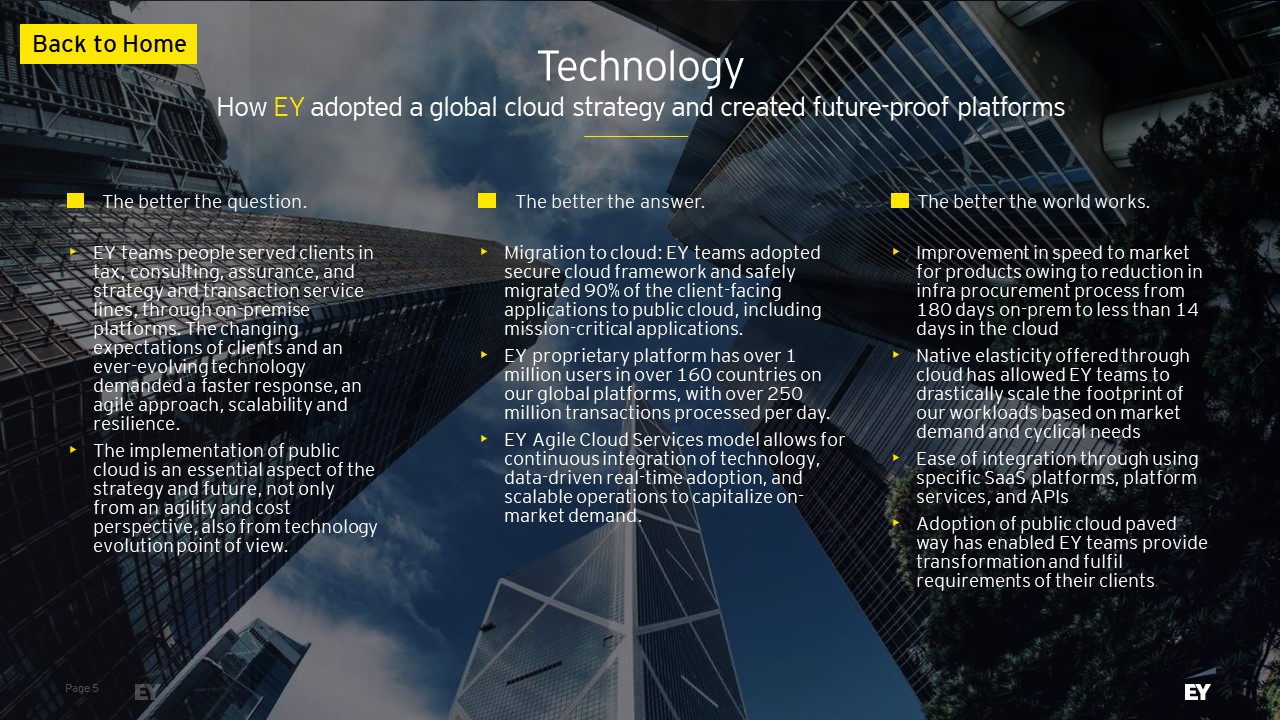 Back to Home
Technology
How EY adopted a global cloud strategy and created future-proof platforms
The better the question.
EY teams people served clients in
tax, consulting, assurance, and
strategy and transaction service
lines, through on-premise
platforms. The changing
expectations of clients and an
ever-evolving technology
demanded a faster response, an
agile approach, scalability and
resilience.
The implementation of public
cloud is an essential aspect of the
strategy and future, not only
from an agility and cost
perspective, also from technology
evolution point of view.
The better the answer.
Migration to cloud: EY teams adopted
secure cloud framework and safely
migrated 90% of the client-facing
applications to public cloud, including
mission-critical applications.
EY proprietary platform has over 1
million users in over 160 countries on
our global platforms, with over 250
million transactions processed per day.
EY Agile Cloud Services model allows for
continuous integration of technology,
data-driven real-time adoption, and
scalable operations to capitalize on-
market demand.
The better the world works.
Improvement in speed to market
for products owing to reduction in
infra procurement process from
180 days on-prem to less than 14
days in the cloud
Native elasticity offered through
cloud has allowed EY teams to
drastically scale the footprint of
our workloads based on market
demand and cyclical needs
Ease of integration through using
specific SaaS platforms, platform
services, and APIs
Adoption of public cloud paved
way has enabled EY teams provide
transformation and fulfil
requirements of their clients
Page 5
EY
EY